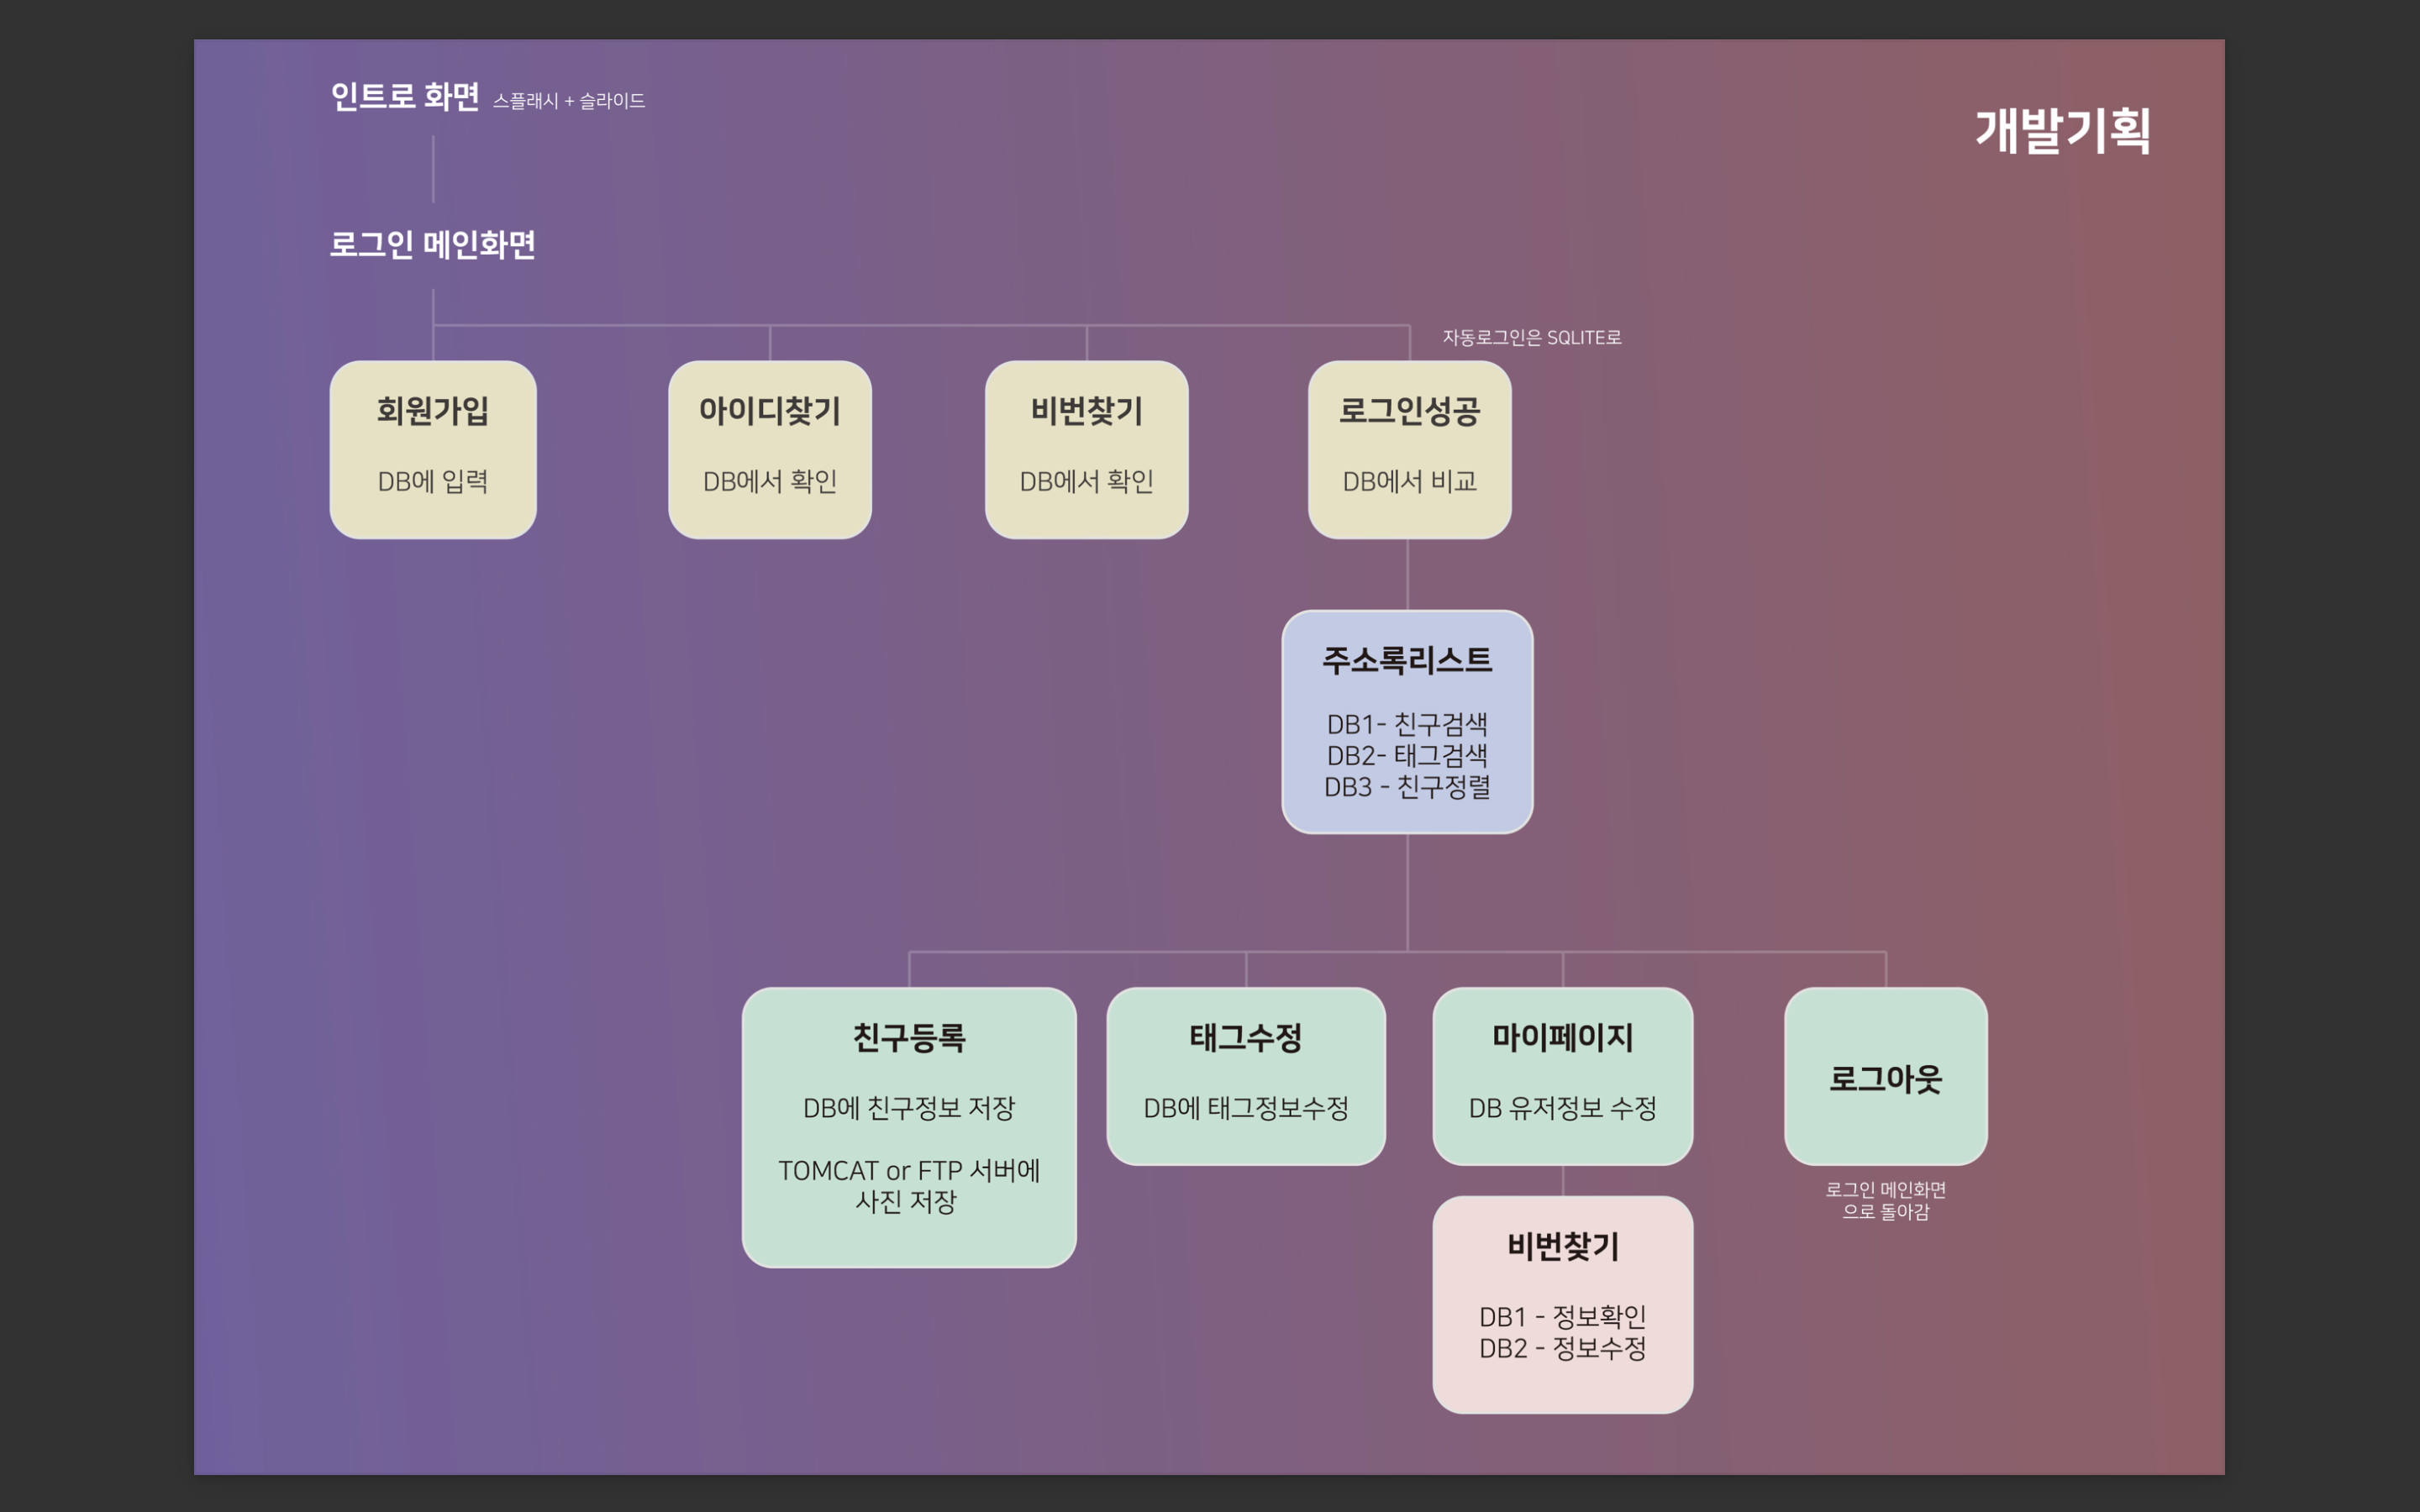 인트로 화면 스플래시 + 슬라이드
개발기획
로그인 메인화면
자동로그인은 SQLITE로
회원가입
DB에 입력
아이디찾기
DB에서 확인
비번찾기
DB에서 확인
로그인성공
DB에서 비교
주소록리스트
DB1- 친구검색
DB2- 태그검색
DB3 - 친구정렬
친구등록
DB에 친구정보 저장
TOMCAT or FTP 서버에
사진 저장
태그수정
DB에 태그정보수정
마이페이지
DB 유저정보 수정
로그아웃
로그인 메인화면
으로 돌아감
비번찾기
DB1 - 정보확인
DB2 - 정보수정